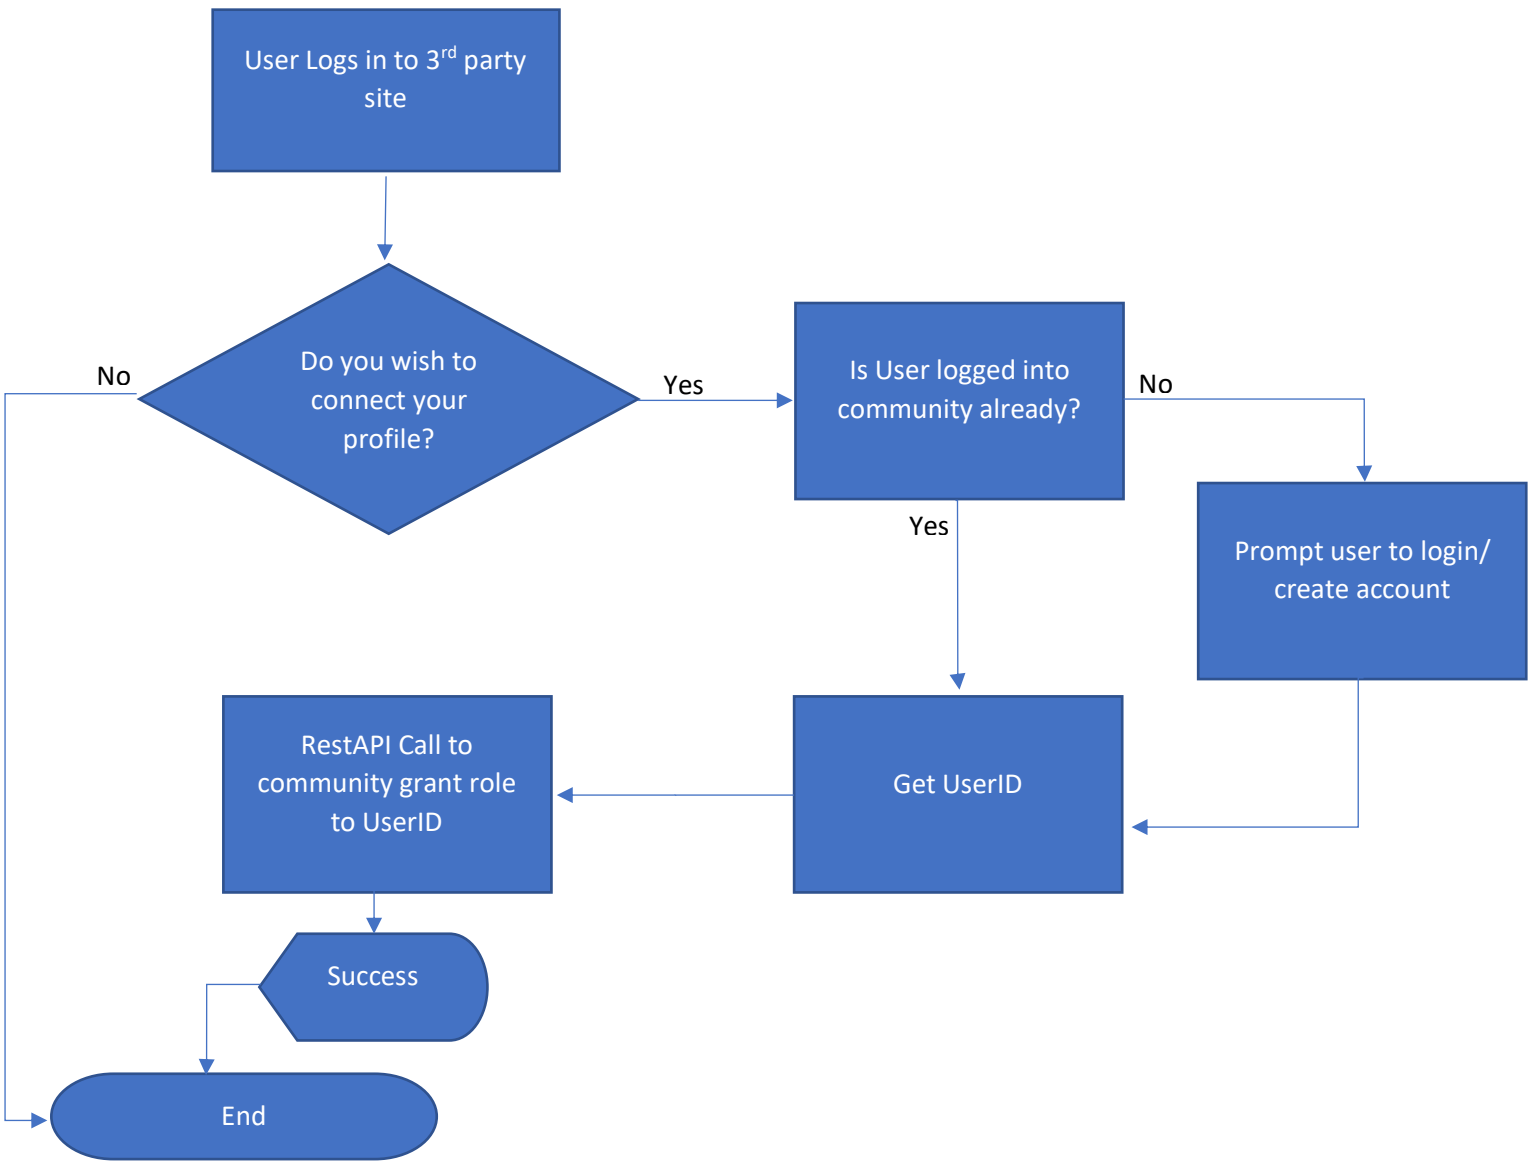 User Logs in to 3rd party
site
Do you wish to
connect your
profile?
No
Yes
Is User logged into
community already?
No
Yes
Prompt user to login/
create account
RestAPI Call to
community grant role
to UserID
Get UserID
Success
End